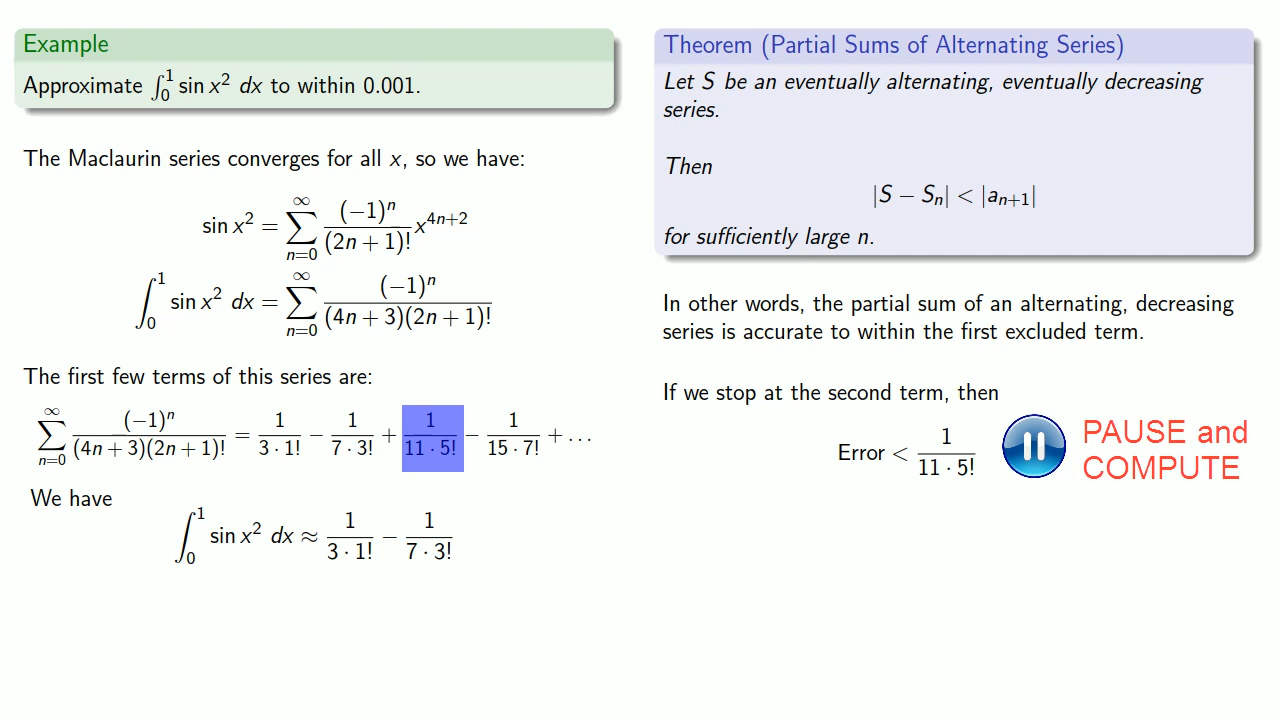 Example
Approximate ∫₀¹ sin x² dx to within 0.001.
The Maclaurin series converges for all x, so we have:
sin x² = ∑_{n=0}^{∞} (−1)ⁿ/(2n + 1)! x^{4n+2}
∫₀¹ sin x² dx = ∑_{n=0}^{∞} (−1)ⁿ/((4n + 3)(2n + 1)!)
The first few terms of this series are:
∑_{n=0}^{∞} (−1)ⁿ/((4n + 3)(2n + 1)!) = 1/(3 · 1!) − 1/(7 · 3!) + 1/(11 · 5!) − 1/(15 · 7!) + ...
We have
∫₀¹ sin x² dx ≈ 1/(3 · 1!) − 1/(7 · 3!)
Theorem (Partial Sums of Alternating Series)
Let S be an eventually alternating, eventually decreasing
series.
Then
|S − Sₙ| < |aₙ₊₁|
for sufficiently large n.
In other words, the partial sum of an alternating, decreasing
series is accurate to within the first excluded term.
If we stop at the second term, then
Error < 1/(11 · 5!)
PAUSE and
COMPUTE